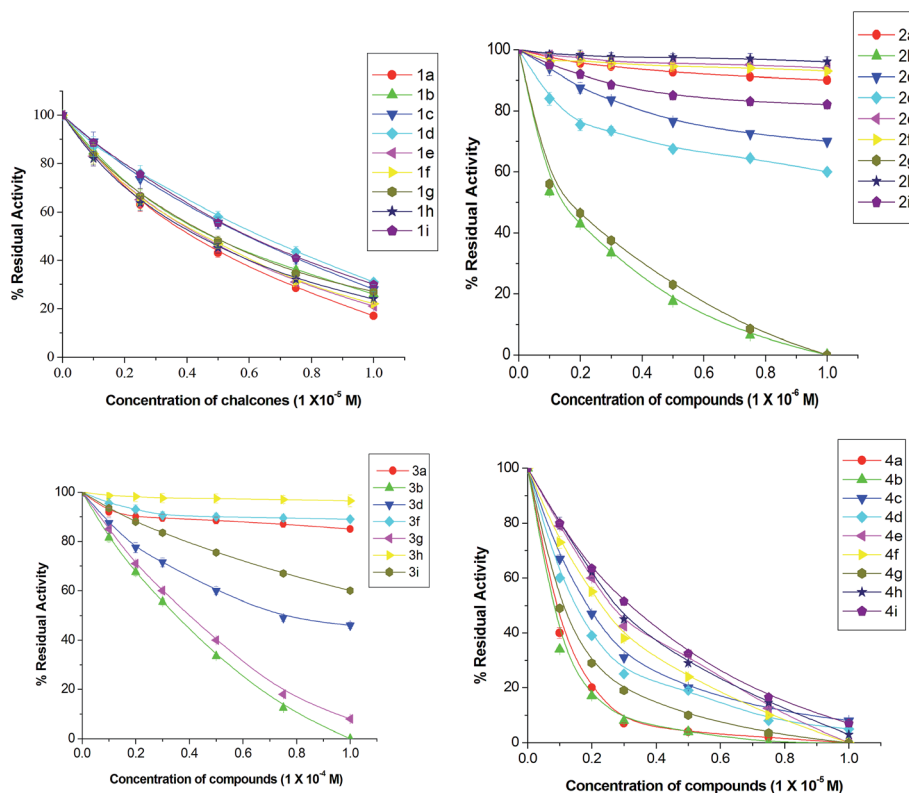 % Residual Activity
100
80
60
40
20
0
0.0 0.2 0.4 0.6 0.8 1.0
Concentration of chalcones (1 X10⁻⁵ M)
1a
1b
1c
1d
1e
1f
1g
1h
1i
% Residual Activity
100
80
60
40
20
0
0.0 0.2 0.4 0.6 0.8 1.0
Concentration of compounds (1 X 10⁻⁶ M)
2a
2c
2f
2g
2i
% Residual Activity
100
80
60
40
20
0
0.0 0.2 0.4 0.6 0.8 1.0
Concentration of compounds (1 X 10⁻⁴ M)
3a
3b
3d
3f
3g
3h
3i
% Residual Activity
100
80
60
40
20
0
0.0 0.2 0.4 0.6 0.8 1.0
Concentration of compounds (1 X 10⁻⁵ M)
4a
4b
4c
4d
4e
4f
4g
4h
4i